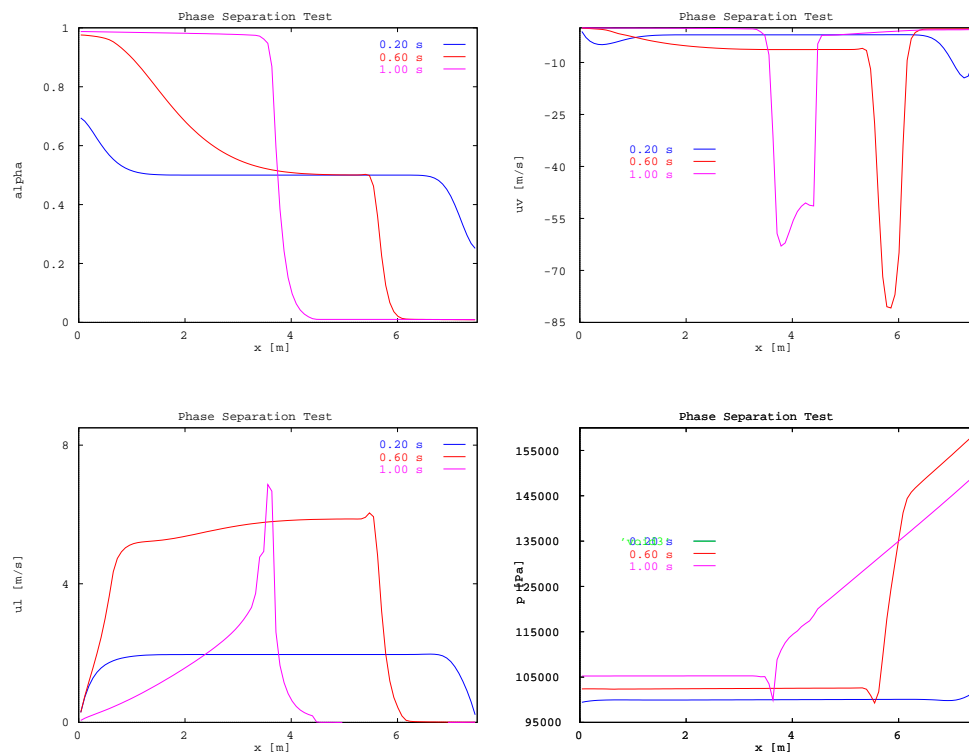 Phase Separation Test
1
0.8
0.6
0.4
0.2
0
alpha
0.20 s
0.60 s
1.00 s
0 2 4 6
x [m]
Phase Separation Test
-10
-25
-40
-55
-70
-85
uv [m/s]
0.20 s
0.60 s
1.00 s
0 2 4 6
x [m]
Phase Separation Test
8
4
0
ul [m/s]
0.20 s
0.60 s
1.00 s
0 2 4 6
x [m]
Phase Separation Test
155000
145000
135000
125000
115000
105000
95000
p [Pa]
0.20 s
0.60 s
1.00 s
0 2 4 6
x [m]